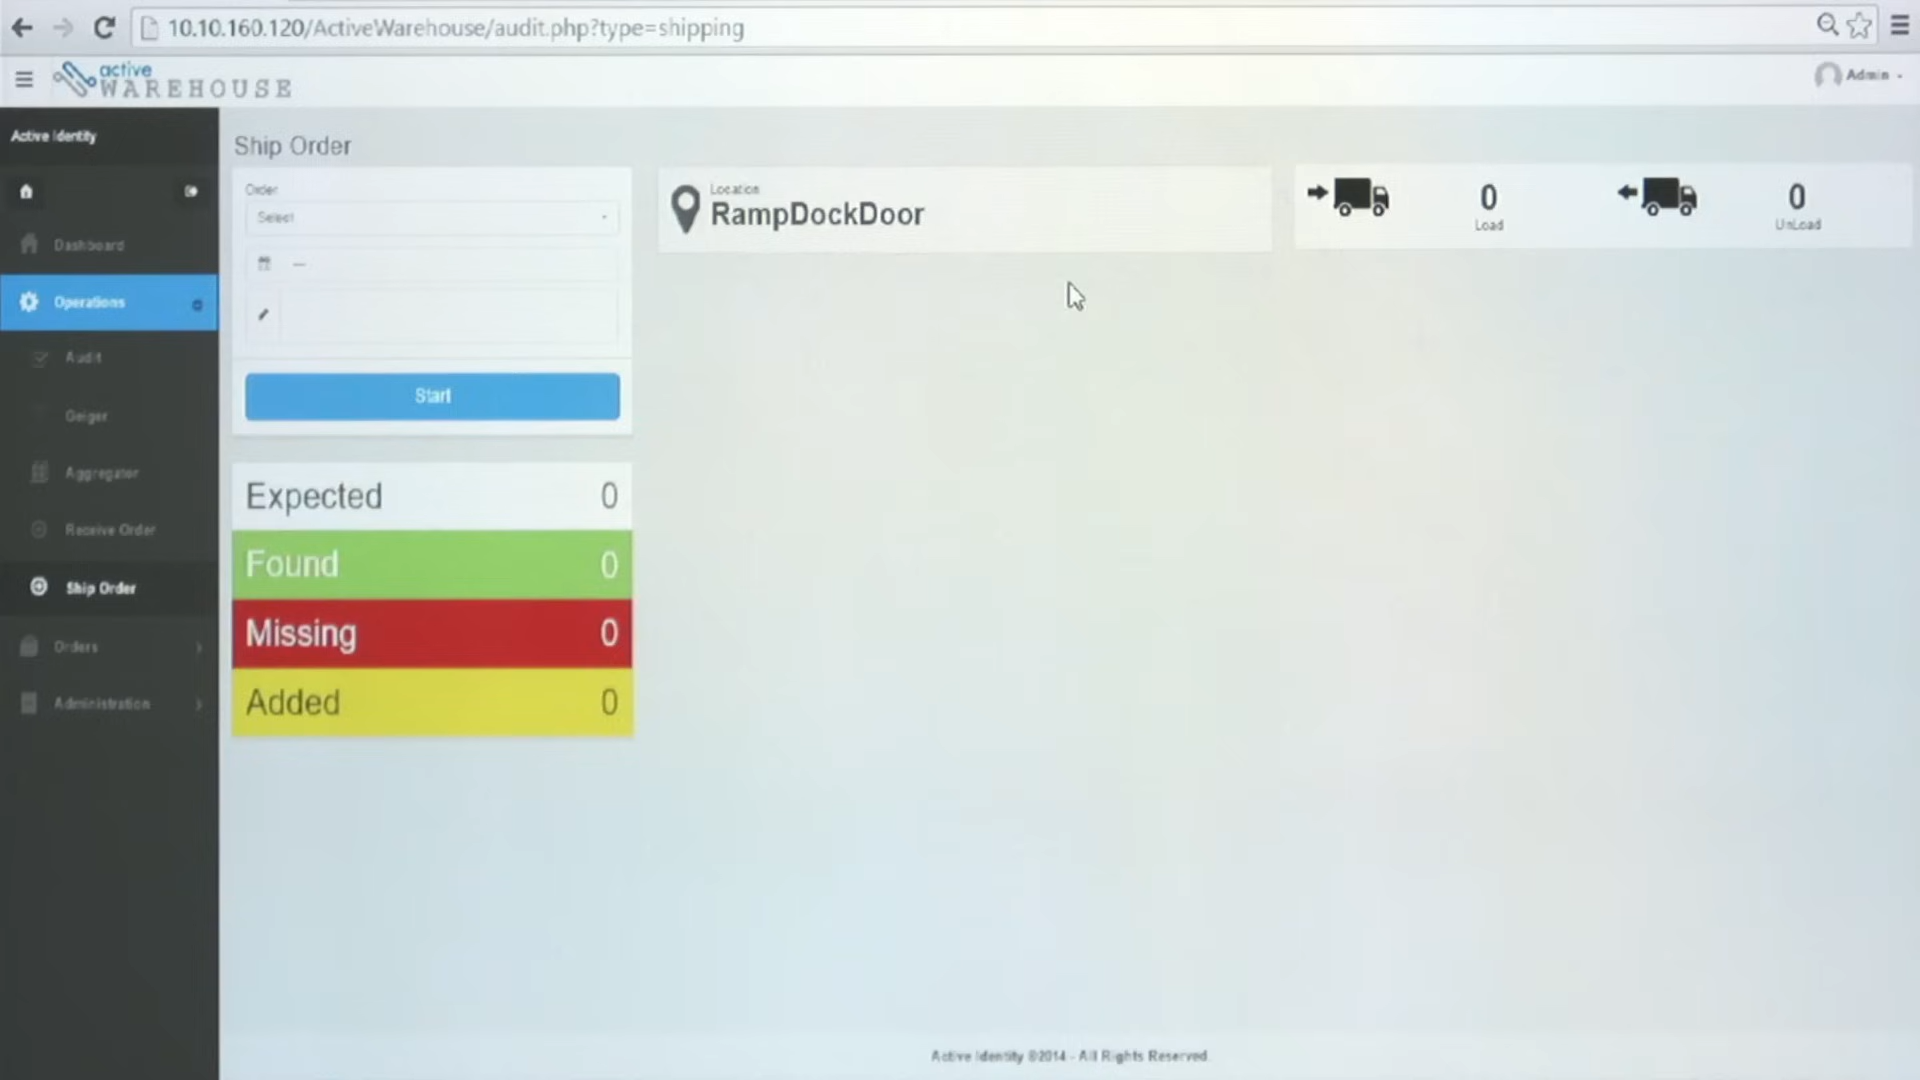 10.10.160.120/ActiveWarehouse/audit.php?type=shipping
active
WAREHOUSE
Admin
Active Identity
Dashboard
Operations
Audit
Geiger
Aggregator
Receive Order
Ship Order
Orders
Administration
Ship Order
Order
Select
Start
Expected 0
Found 0
Missing 0
Added 0
Location
RampDockDoor
0
Load
0
UnLoad
Active Identity ©2014 - All Rights Reserved.